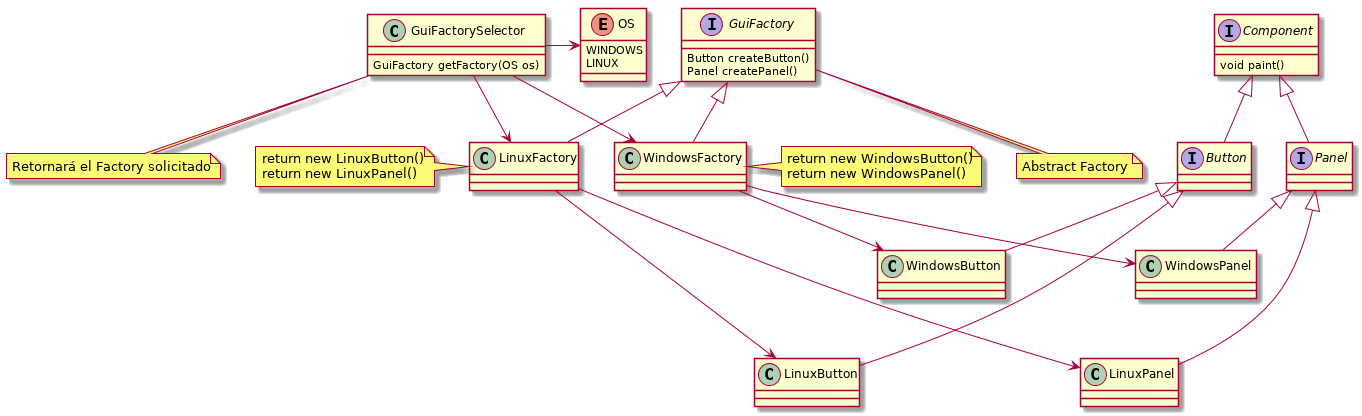 C GuiFactorySelector
GuiFactory getFactory(OS os)
E OS
WINDOWS
LINUX
I GuiFactory
Button createButton()
Panel createPanel()
I Component
void paint()
Retornará el Factory solicitado
return new LinuxButton()
return new LinuxPanel()
C LinuxFactory
C WindowsFactory
return new WindowsButton()
return new WindowsPanel()
Abstract Factory
I Button
I Panel
C WindowsButton
C WindowsPanel
C LinuxButton
C LinuxPanel